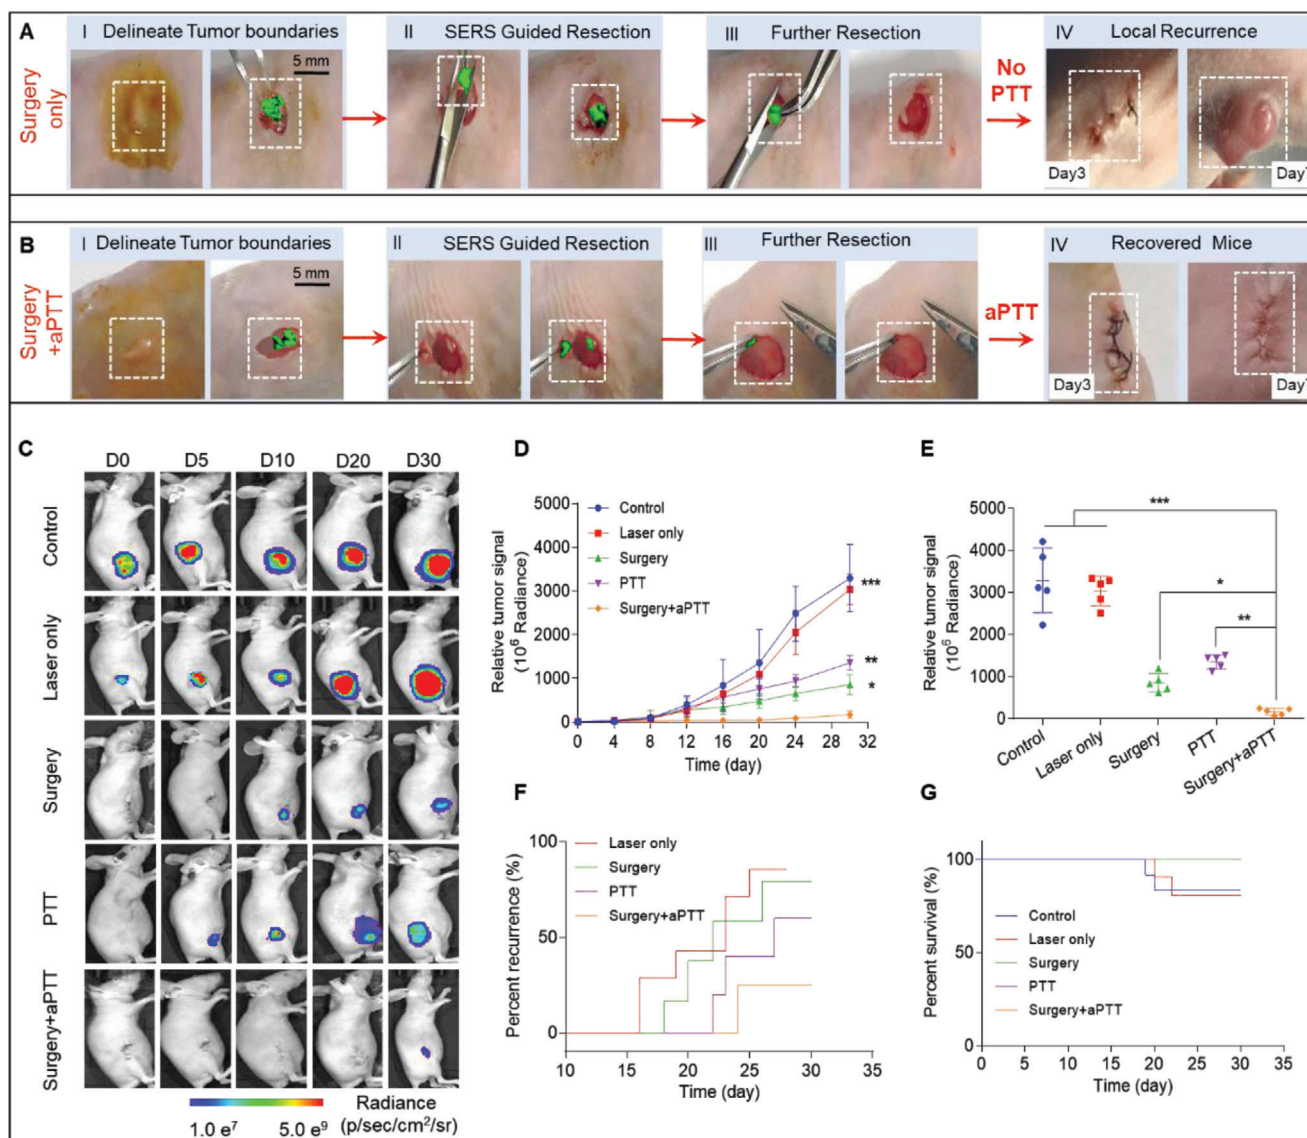 A
Surgery
only
I Delineate Tumor boundaries
5 mm
II SERS Guided Resection
III Further Resection
No
PTT
IV Local Recurrence
Day3
Day
B
Surgery
+aPTT
I Delineate Tumor boundaries
5 mm
II SERS Guided Resection
III Further Resection
aPTT
IV Recovered Mice
Day3
Day
C
D0 D5 D10 D20 D30
Control
Laser only
Surgery
PTT
Surgery+aPTT
1.0 e⁷ 5.0 e⁹
Radiance
(p/sec/cm²/sr)
D
Relative tumor signal
(10⁶ Radiance)
5000
4000
3000
2000
1000
0
Control
Laser only
Surgery
PTT
Surgery+aPTT
***
**
*
0 4 8 12 16 20 24 28 32
Time (day)
E
Relative tumor signal
(10⁶ Radiance)
5000
4000
3000
2000
1000
0
***
*
**
Control
Laser only
Surgery
PTT
Surgery+aPTT
F
Percent recurrence (%)
100
50
0
Laser only
Surgery
PTT
Surgery+aPTT
10 15 20 25 30 35
Time (day)
G
Percent survival (%)
100
50
0
Control
Laser only
Surgery
PTT
Surgery+aPTT
0 5 10 15 20 25 30 35
Time (day)